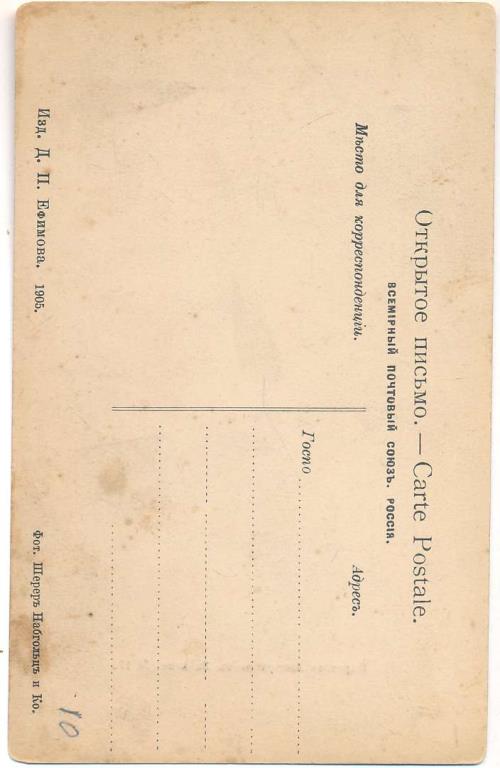 Открытое письмо. — Carte Postale.
ВСЕМІРНЫЙ ПОЧТОВЫЙ СОЮЗЪ. РОССІЯ.
Мѣсто для корреспонденціи.
Адресъ.
Госпо
Изд. Д. П. Ефимова. 1905.
Фот. Шереръ Набгольцъ и Ко.
10